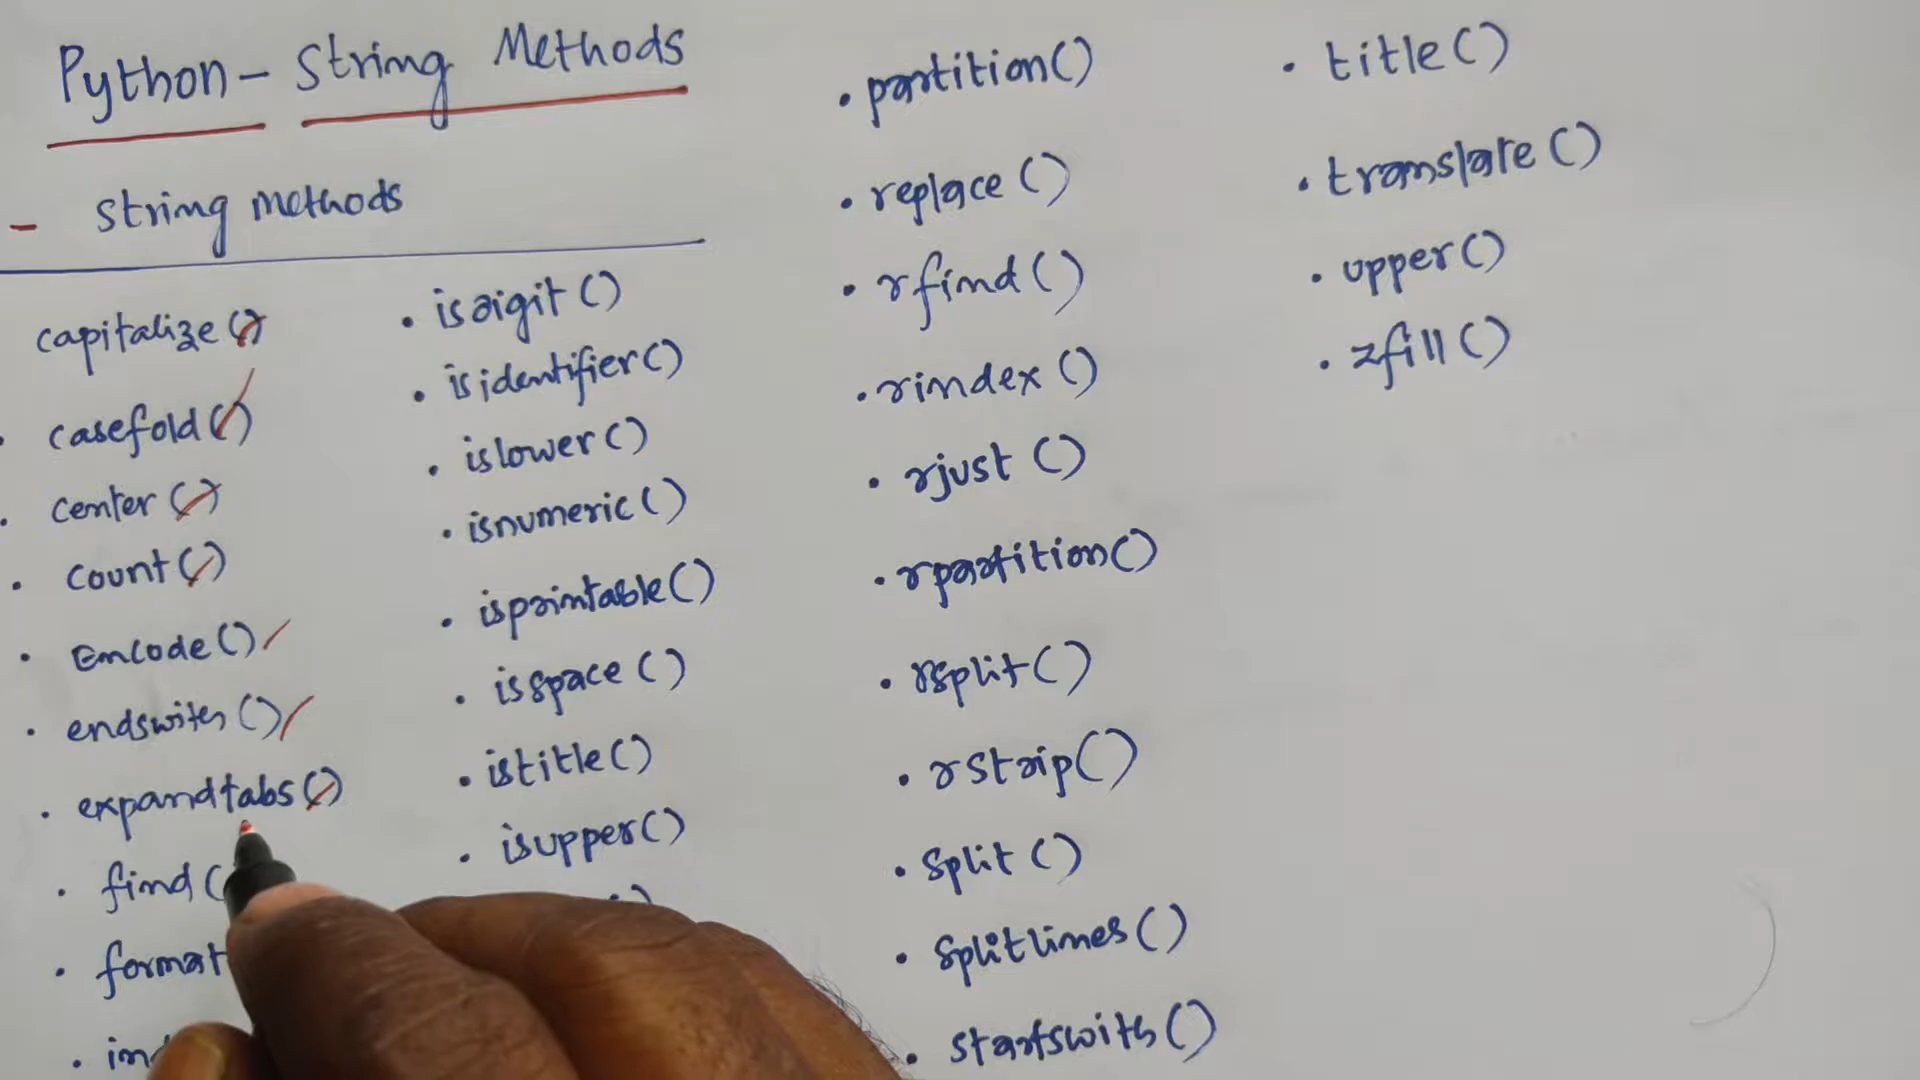 Python - String Methods
- String methods
capitalize()
• casefold()
• center()
• count()
• Encode()
• endswith()
• expandtabs()
• find(
• format
• isdigit()
• isidentifier()
• islower()
• isnumeric()
• isprintable()
• isspace()
• istitle()
• isupper()
• partition()
• replace()
• rfind()
• rindex()
• rjust()
• rpartition()
• rsplit()
• rstrip()
• split()
• splitlines()
• startswith()
• title()
• translate()
• upper()
• zfill()